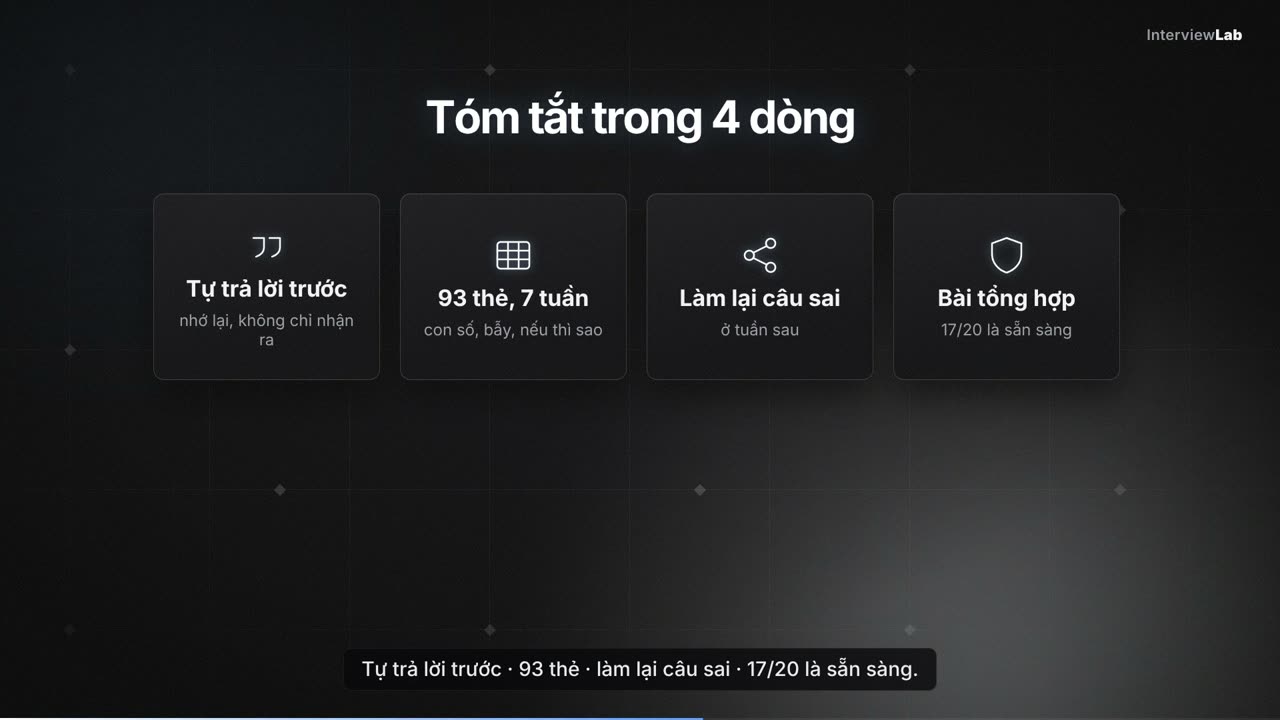 InterviewLab
Tóm tắt trong 4 dòng
Tự trả lời trước
nhớ lại, không chỉ nhận
ra
93 thẻ, 7 tuần
con số, bẫy, nếu thì sao
Làm lại câu sai
ở tuần sau
Bài tổng hợp
17/20 là sẵn sàng
Tự trả lời trước · 93 thẻ · làm lại câu sai · 17/20 là sẵn sàng.